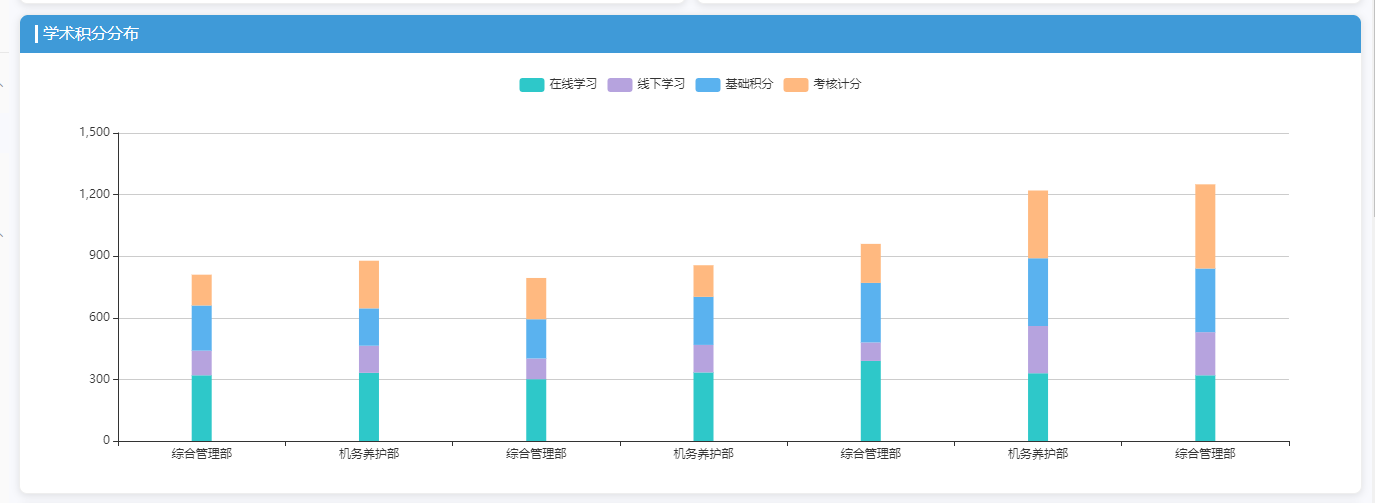 学术积分分布
在线学习 线下学习 基础积分 考核计分
1,500
1,200
900
600
300
0
综合管理部 机务养护部 综合管理部 机务养护部 综合管理部 机务养护部 综合管理部